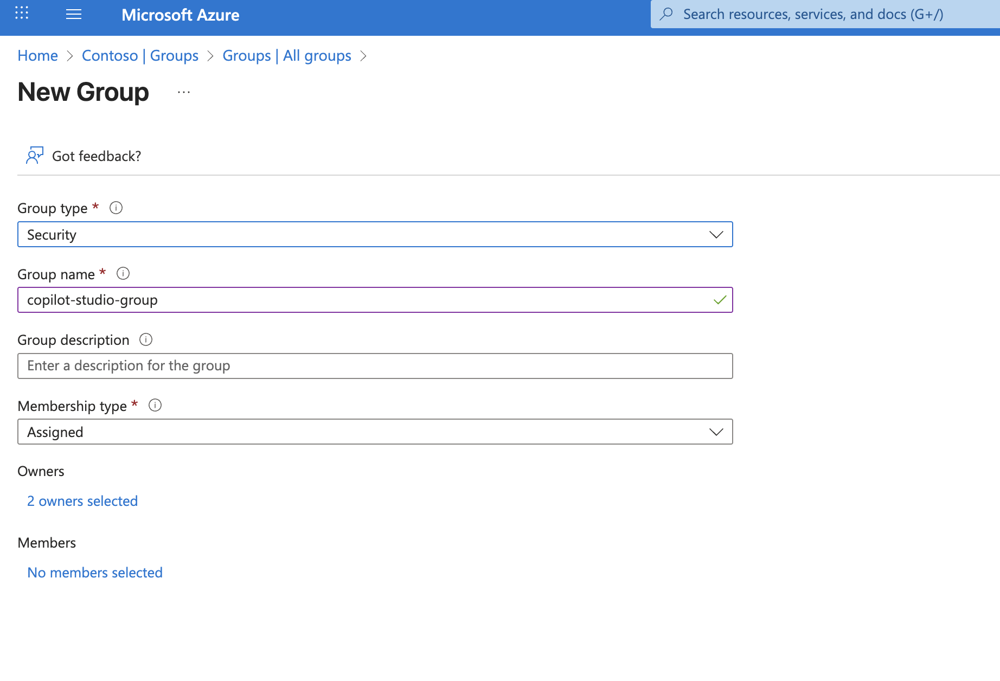 Microsoft Azure
Search resources, services, and docs (G+/)
Home > Contoso | Groups > Groups | All groups >
New Group ...
Got feedback?
Group type *
Security
Group name *
copilot-studio-group
Group description
Enter a description for the group
Membership type *
Assigned
Owners
2 owners selected
Members
No members selected